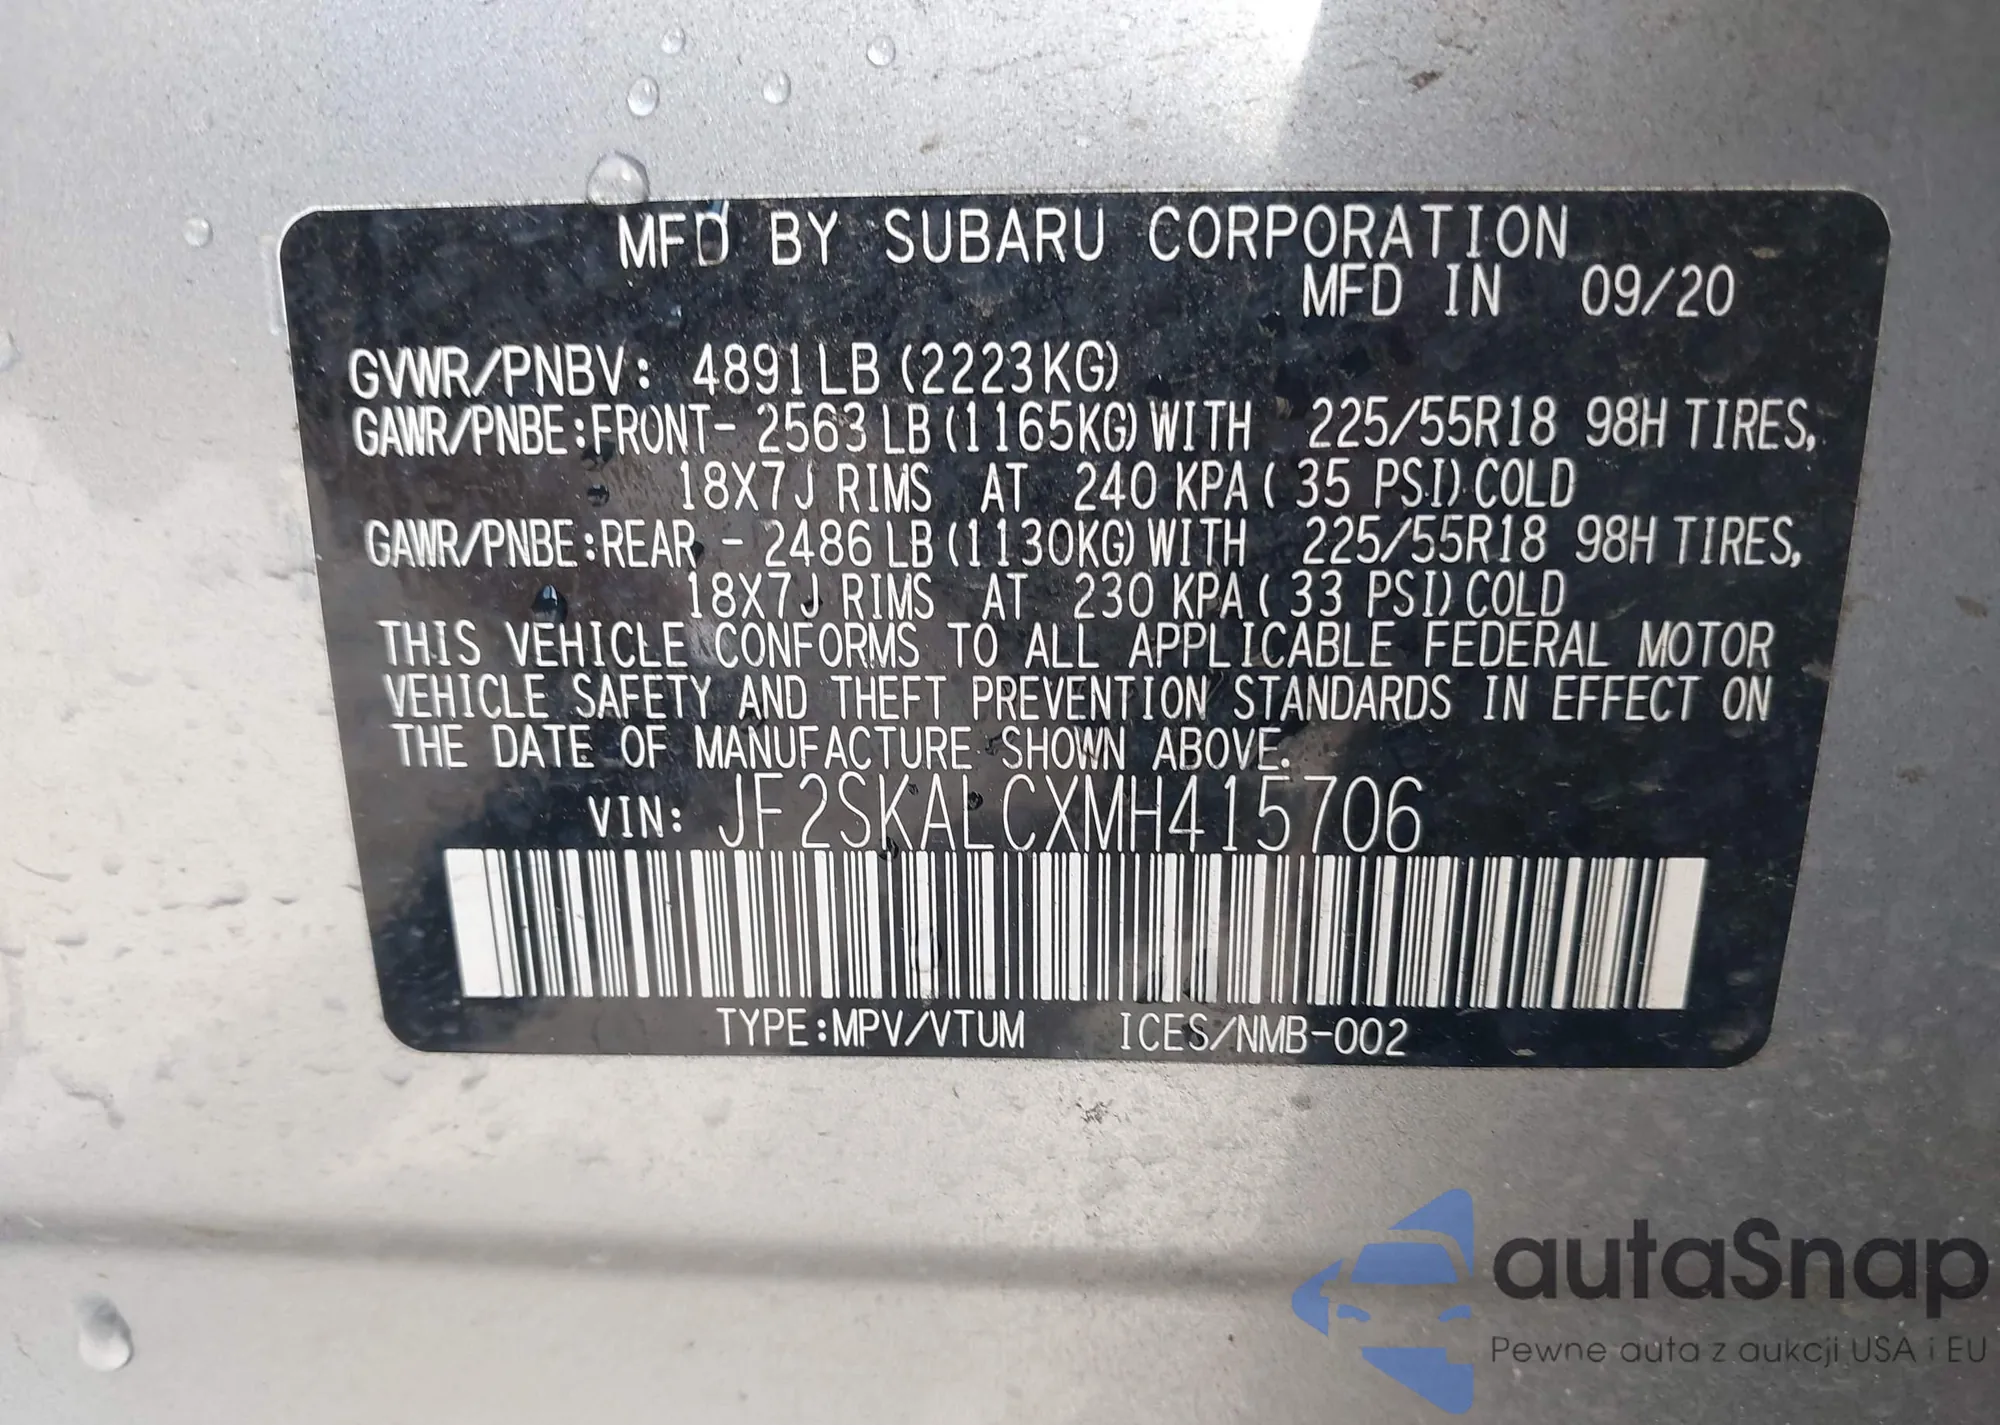 MFD BY SUBARU CORPORATION
MFD IN 09/20
GVWR/PNBV: 4891LB (2223KG)
GAWR/PNBE:FRONT- 2563 LB (1165KG) WITH 225/55R18 98H TIRES,
18X7J RIMS AT 240 KPA ( 35 PSI) COLD
GAWR/PNBE:REAR - 2486 LB (1130KG) WITH 225/55R18 98H TIRES,
18X7J RIMS AT 230 KPA ( 33 PSI) COLD
THIS VEHICLE CONFORMS TO ALL APPLICABLE FEDERAL MOTOR
VEHICLE SAFETY AND THEFT PREVENTION STANDARDS IN EFFECT ON
THE DATE OF MANUFACTURE SHOWN ABOVE.
VIN: JF2SKALCXMH415706
TYPE:MPV/VTUM ICES/NMB-002
autaSnap
Pewne auta z aukcji USA i EU